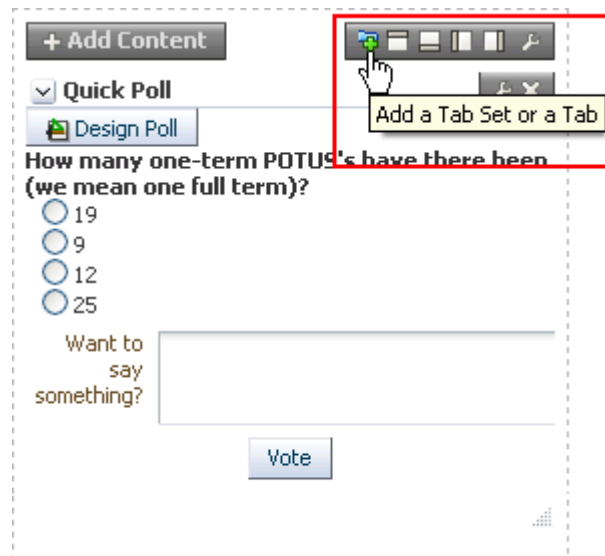 + Add Content
Quick Poll
Add a Tab Set or a Tab
Design Poll
How many one-term POTUS's have there been
(we mean one full term)?
19
9
12
25
Want to
say
something?
Vote